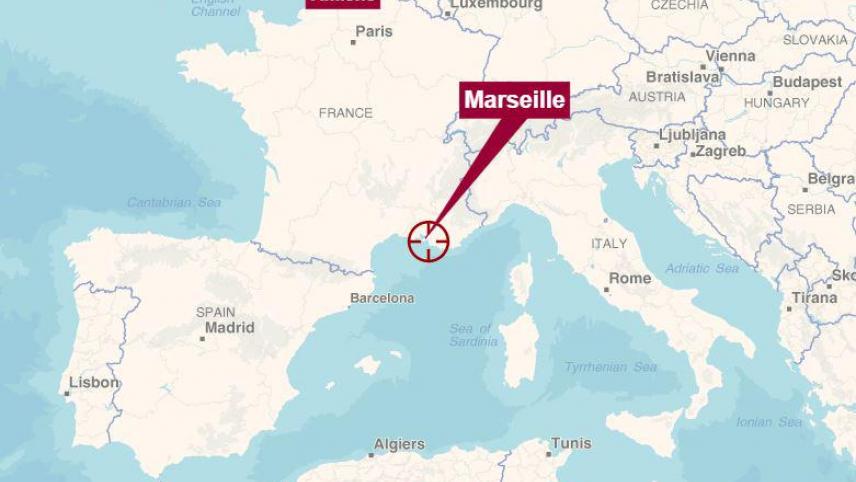 English
Channel
Luxembourg
CZECHIA
Paris
SLOVAKIA
Vienna
Bratislava
Budapest
Marseille
AUSTRIA
HUNGARY
FRANCE
Ljubljana
Zagreb
Belgra
Cantabrian Sea
SERBIA
ITALY
Adriatic Sea
Sko
Rome
Barcelona
Tirana
SPAIN
Madrid
Sea of
Sardinia
Tyrrhenian Sea
Lisbon
Ionian Sea
Algiers
Tunis